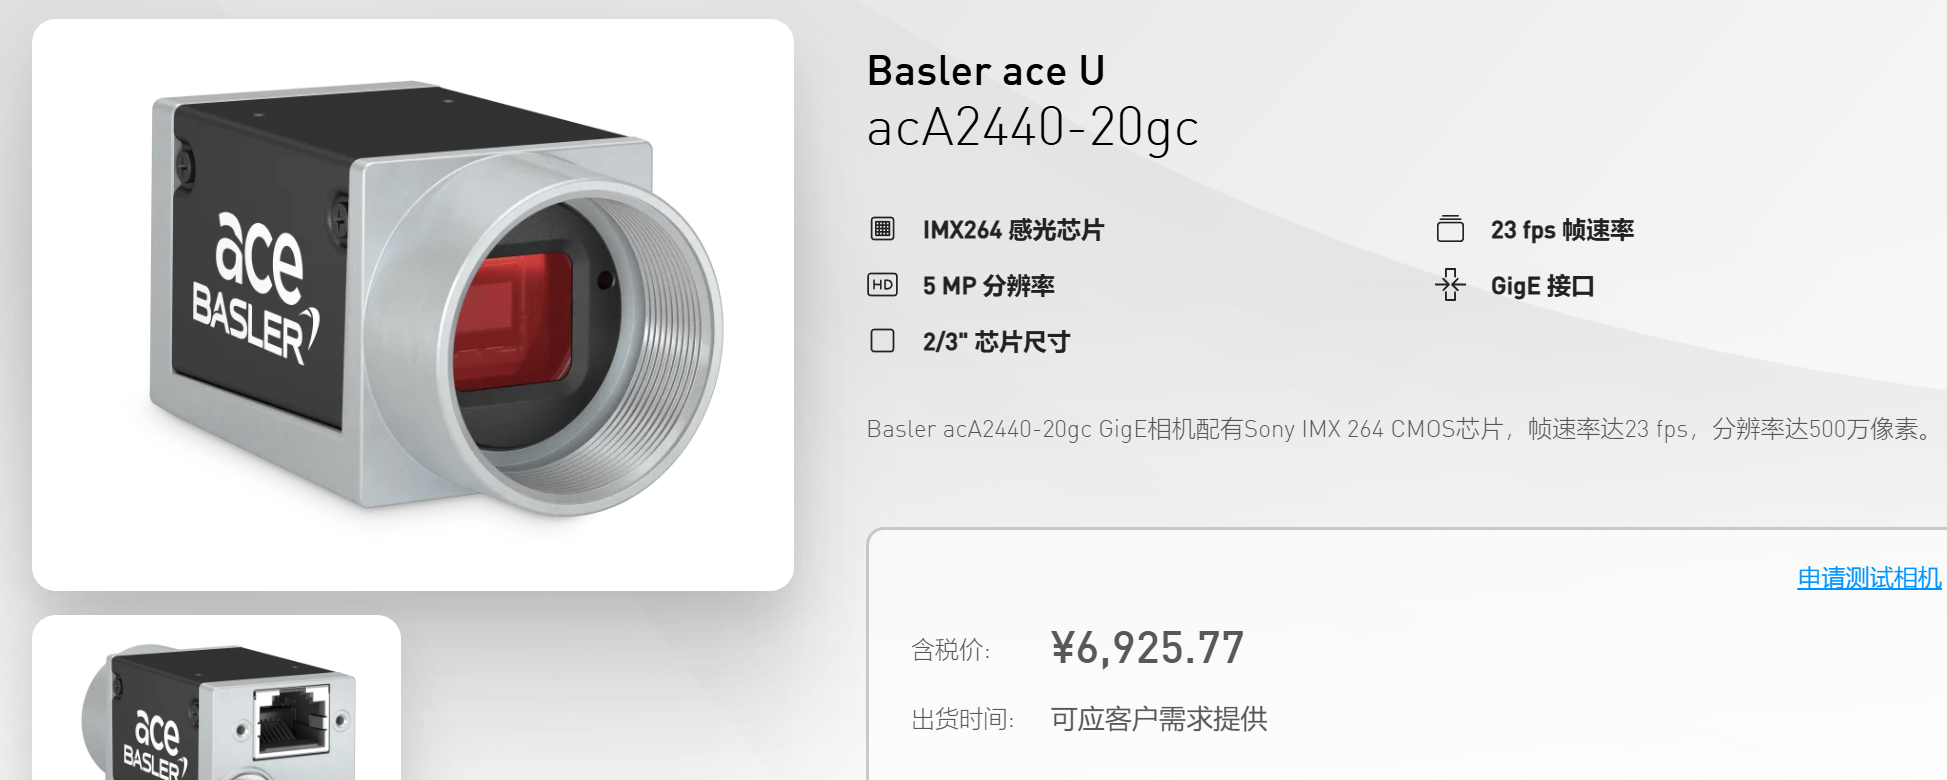 ace
BASLER
Basler ace U
acA2440-20gc
IMX264 感光芯片
23 fps 帧速率
HD
5 MP 分辨率
GigE 接口
2/3" 芯片尺寸
Basler acA2440-20gc GigE相机配有Sony IMX 264 CMOS芯片，帧速率达23 fps，分辨率达500万像素。
申请测试相机
含税价:
¥6,925.77
出货时间:
可应客户需求提供
ace
BASLER